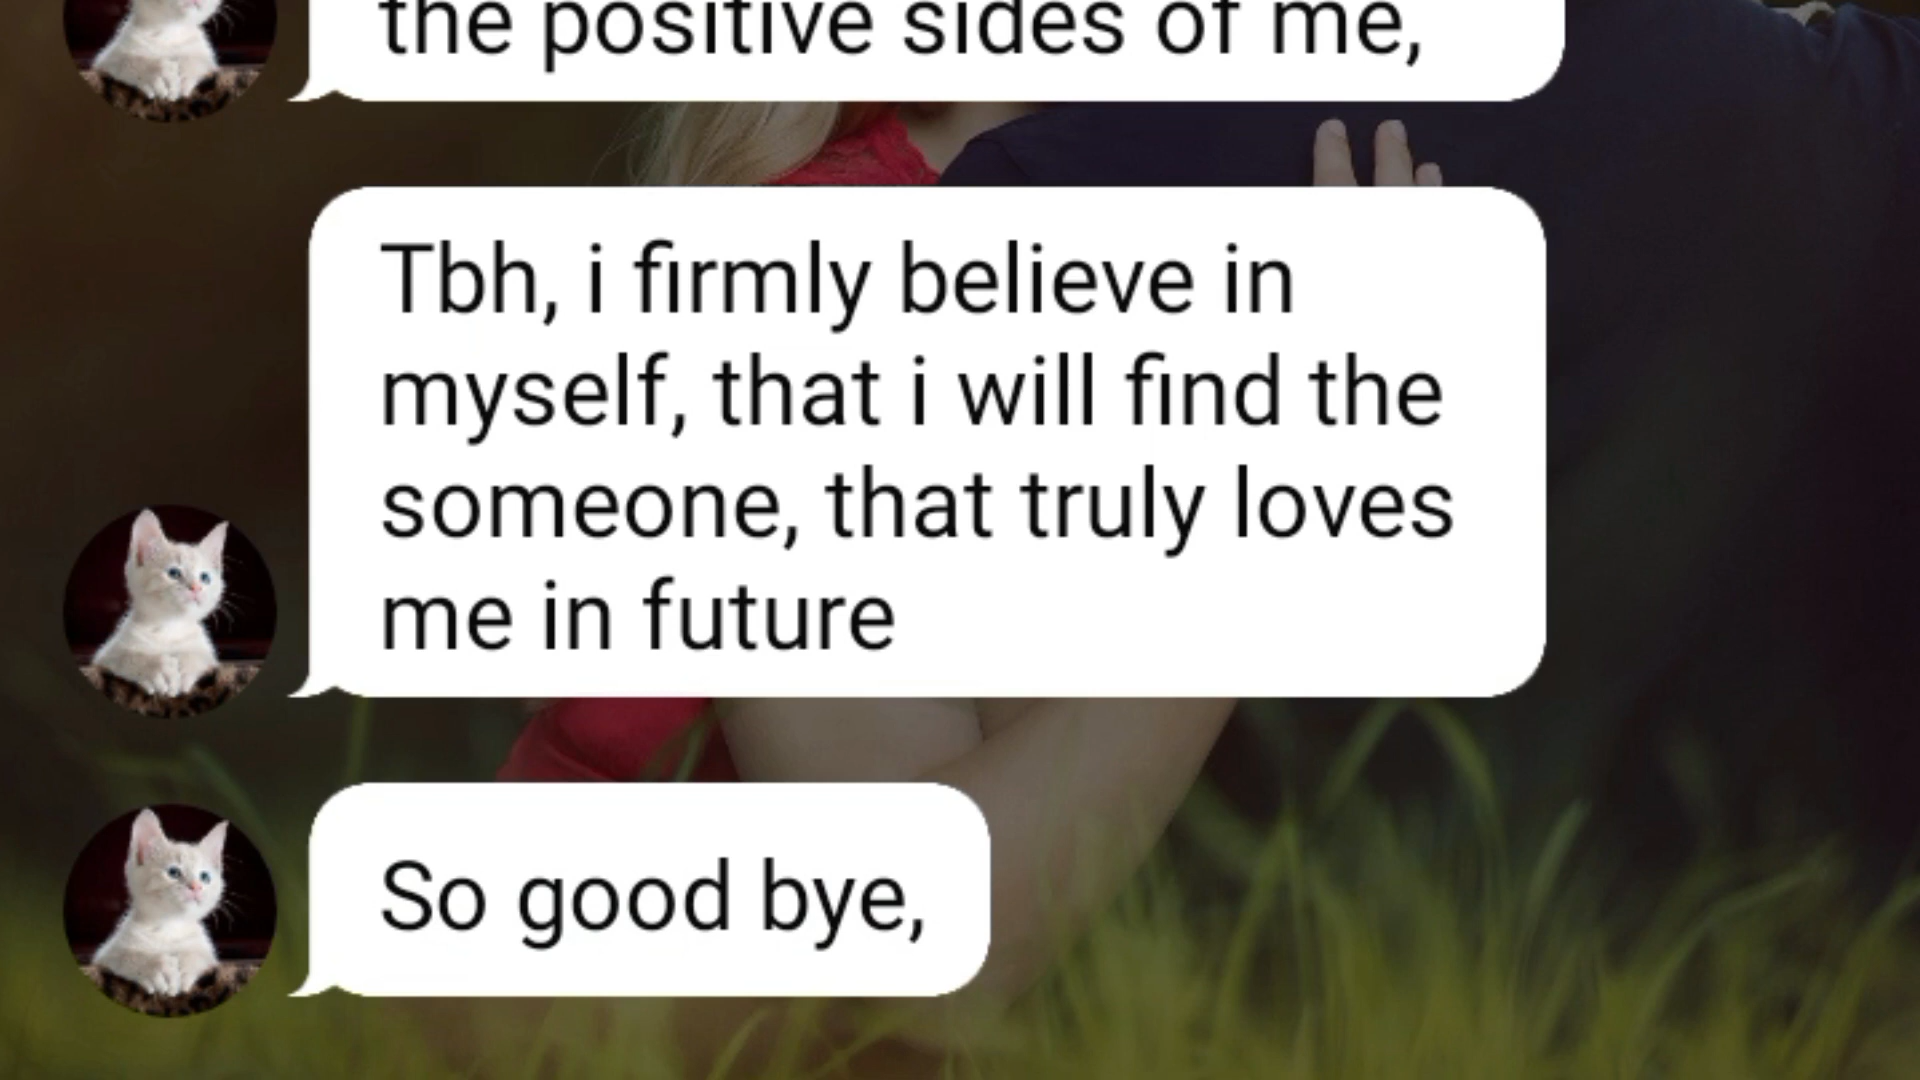 the positive sides of me,
Tbh, i firmly believe in
myself, that i will find the
someone, that truly loves
me in future
So good bye,